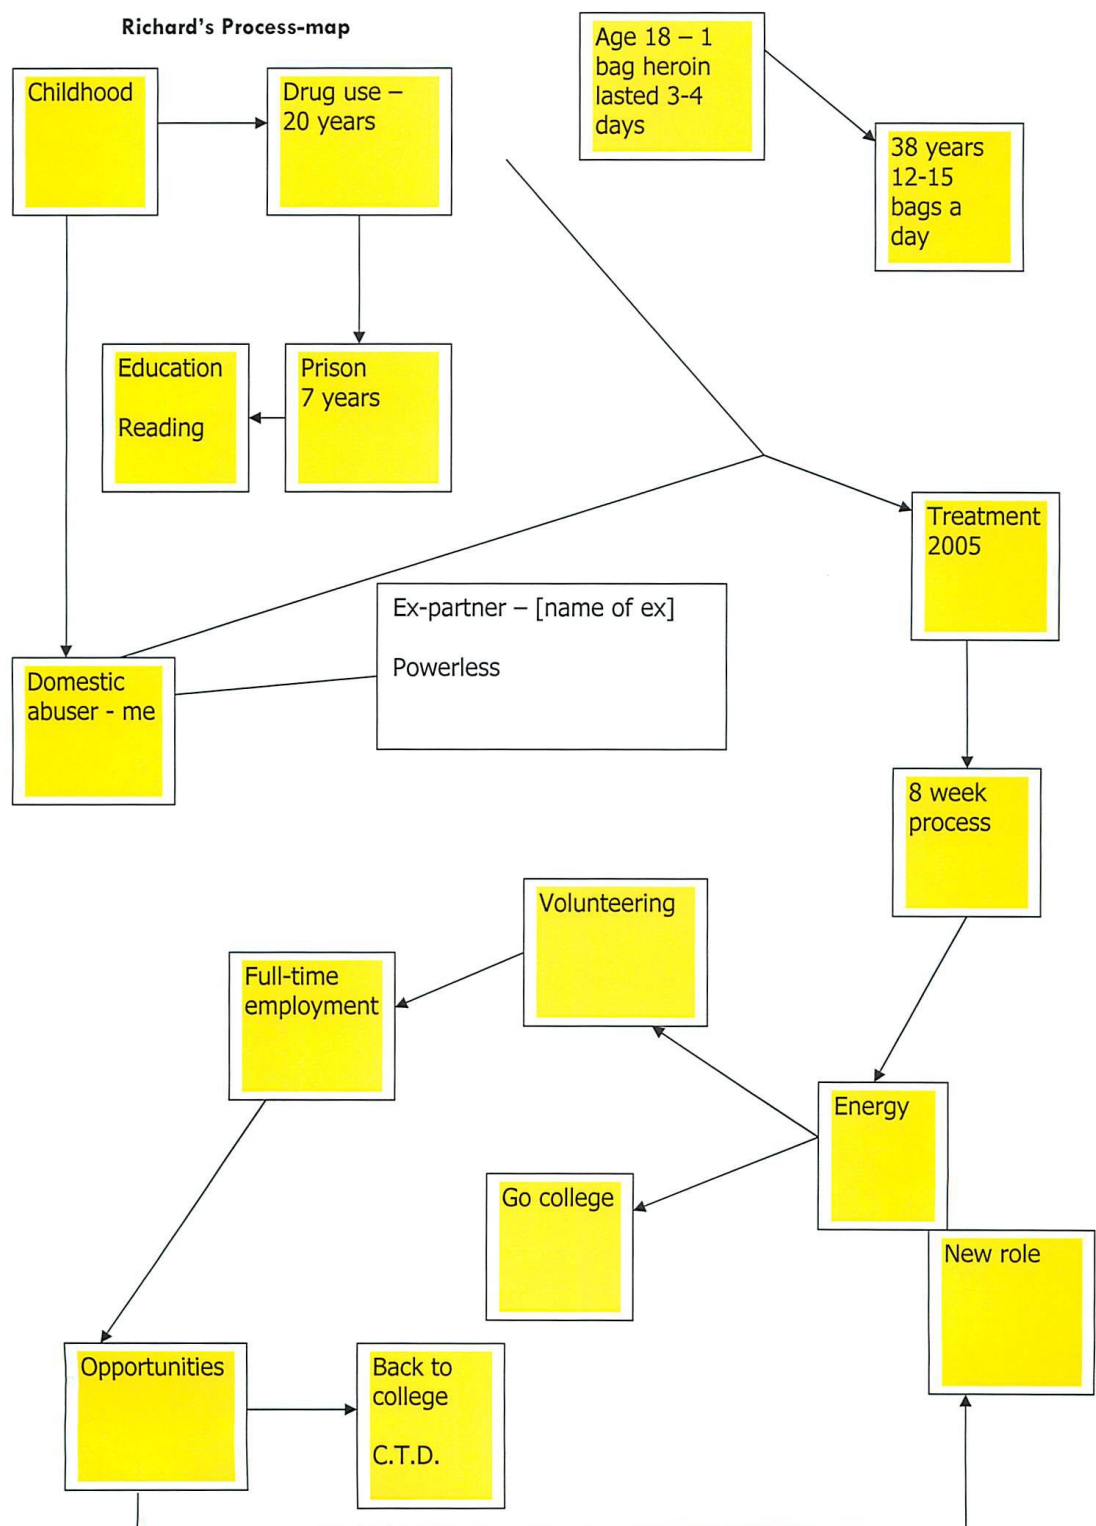 Richard's Process-map
Age 18 – 1
bag heroin
lasted 3-4
days
Childhood
Drug use –
20 years
38 years
12-15
bags a
day
Education
Reading
Prison
7 years
Treatment
2005
Ex-partner – [name of ex]
Powerless
Domestic
abuser - me
8 week
process
Volunteering
Full-time
employment
Energy
Go college
New role
Opportunities
Back to
college
C.T.D.